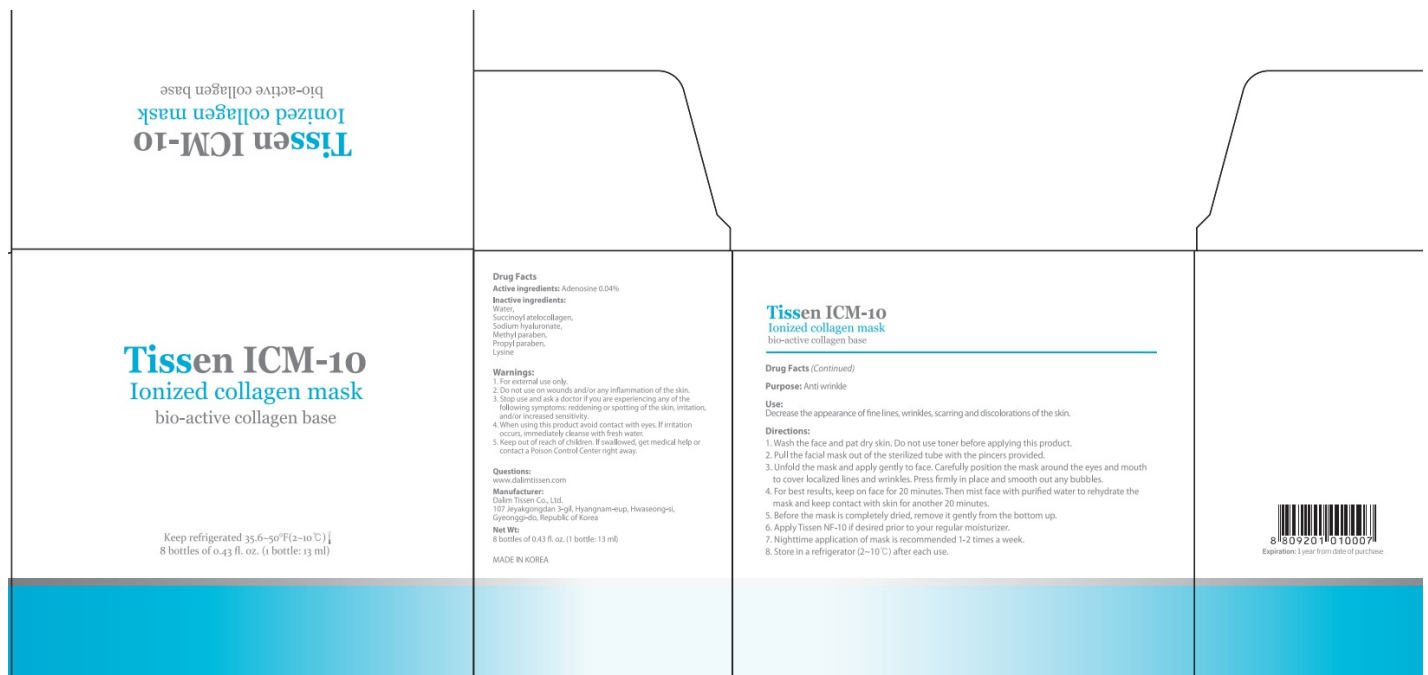 Tissen ICM-10
Ionized collagen mask
bio-active collagen base
Tissen ICM-10
Ionized collagen mask
bio-active collagen base
Keep refrigerated 35.6~50°F(2~10℃)
8 bottles of 0.43 fl. oz. (1 bottle: 13 ml)
Drug Facts
Active ingredients: Adenosine 0.04%
Inactive ingredients:
Water,
Succinoyl atelocollagen,
Sodium hyaluronate,
Methyl paraben,
Propyl paraben,
Lysine
Warnings:
1. For external use only.
2. Do not use on wounds and/or any inflammation of the skin.
3. Stop use and ask a doctor if you are experiencing any of the
following symptoms: reddening or spotting of the skin, irritation,
and/or increased sensitivity.
4. When using this product avoid contact with eyes. If irritation
occurs, immediately cleanse with fresh water.
5. Keep out of reach of children. If swallowed, get medical help or
contact a Poison Control Center right away.
Questions:
www.dalimtissen.com
Manufacturer:
Dalim Tissen Co., Ltd.
107 Jeyakgongdan 3-gil, Hyangnam-eup, Hwaseong-si,
Gyeonggi-do, Republic of Korea
Net Wt:
8 bottles of 0.43 fl. oz. (1 bottle: 13 ml)
MADE IN KOREA
Tissen ICM-10
Ionized collagen mask
bio-active collagen base
Drug Facts (Continued)
Purpose: Anti wrinkle
Use:
Decrease the appearance of fine lines, wrinkles, scarring and discolorations of the skin.
Directions:
1. Wash the face and pat dry skin. Do not use toner before applying this product.
2. Pull the facial mask out of the sterilized tube with the pincers provided.
3. Unfold the mask and apply gently to face. Carefully position the mask around the eyes and mouth
to cover localized lines and wrinkles. Press firmly in place and smooth out any bubbles.
4. For best results, keep on face for 20 minutes. Then mist face with purified water to rehydrate the
mask and keep contact with skin for another 20 minutes.
5. Before the mask is completely dried, remove it gently from the bottom up.
6. Apply Tissen NF-10 if desired prior to your regular moisturizer.
7. Nighttime application of mask is recommended 1-2 times a week.
8. Store in a refrigerator (2~10℃) after each use.
8 809201 010007
Expiration: 1 year from date of purchase